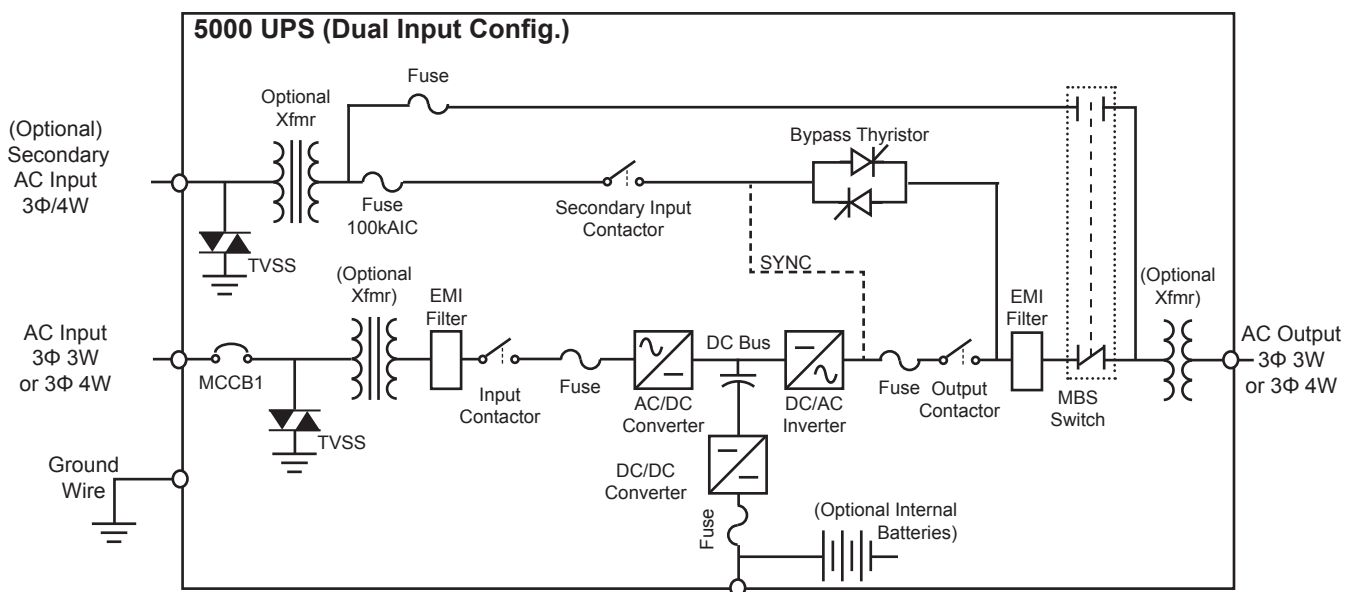 5000 UPS (Dual Input Config.)
Fuse
Optional
Xfmr
(Optional)
Secondary
AC Input
3Φ/4W
Bypass Thyristor
Fuse
100kAIC
Secondary Input
Contactor
TVSS
SYNC
(Optional
Xfmr)
EMI
Filter
EMI
Filter
(Optional
Xfmr)
AC Input
3Φ 3W
or 3Φ 4W
MCCB1
TVSS
Input
Contactor
Fuse
AC/DC
Converter
DC Bus
DC/AC
Inverter
Fuse
Output
Contactor
MBS
Switch
AC Output
3Φ 3W
or 3Φ 4W
Ground
Wire
DC/DC
Converter
Fuse
(Optional Internal
Batteries)